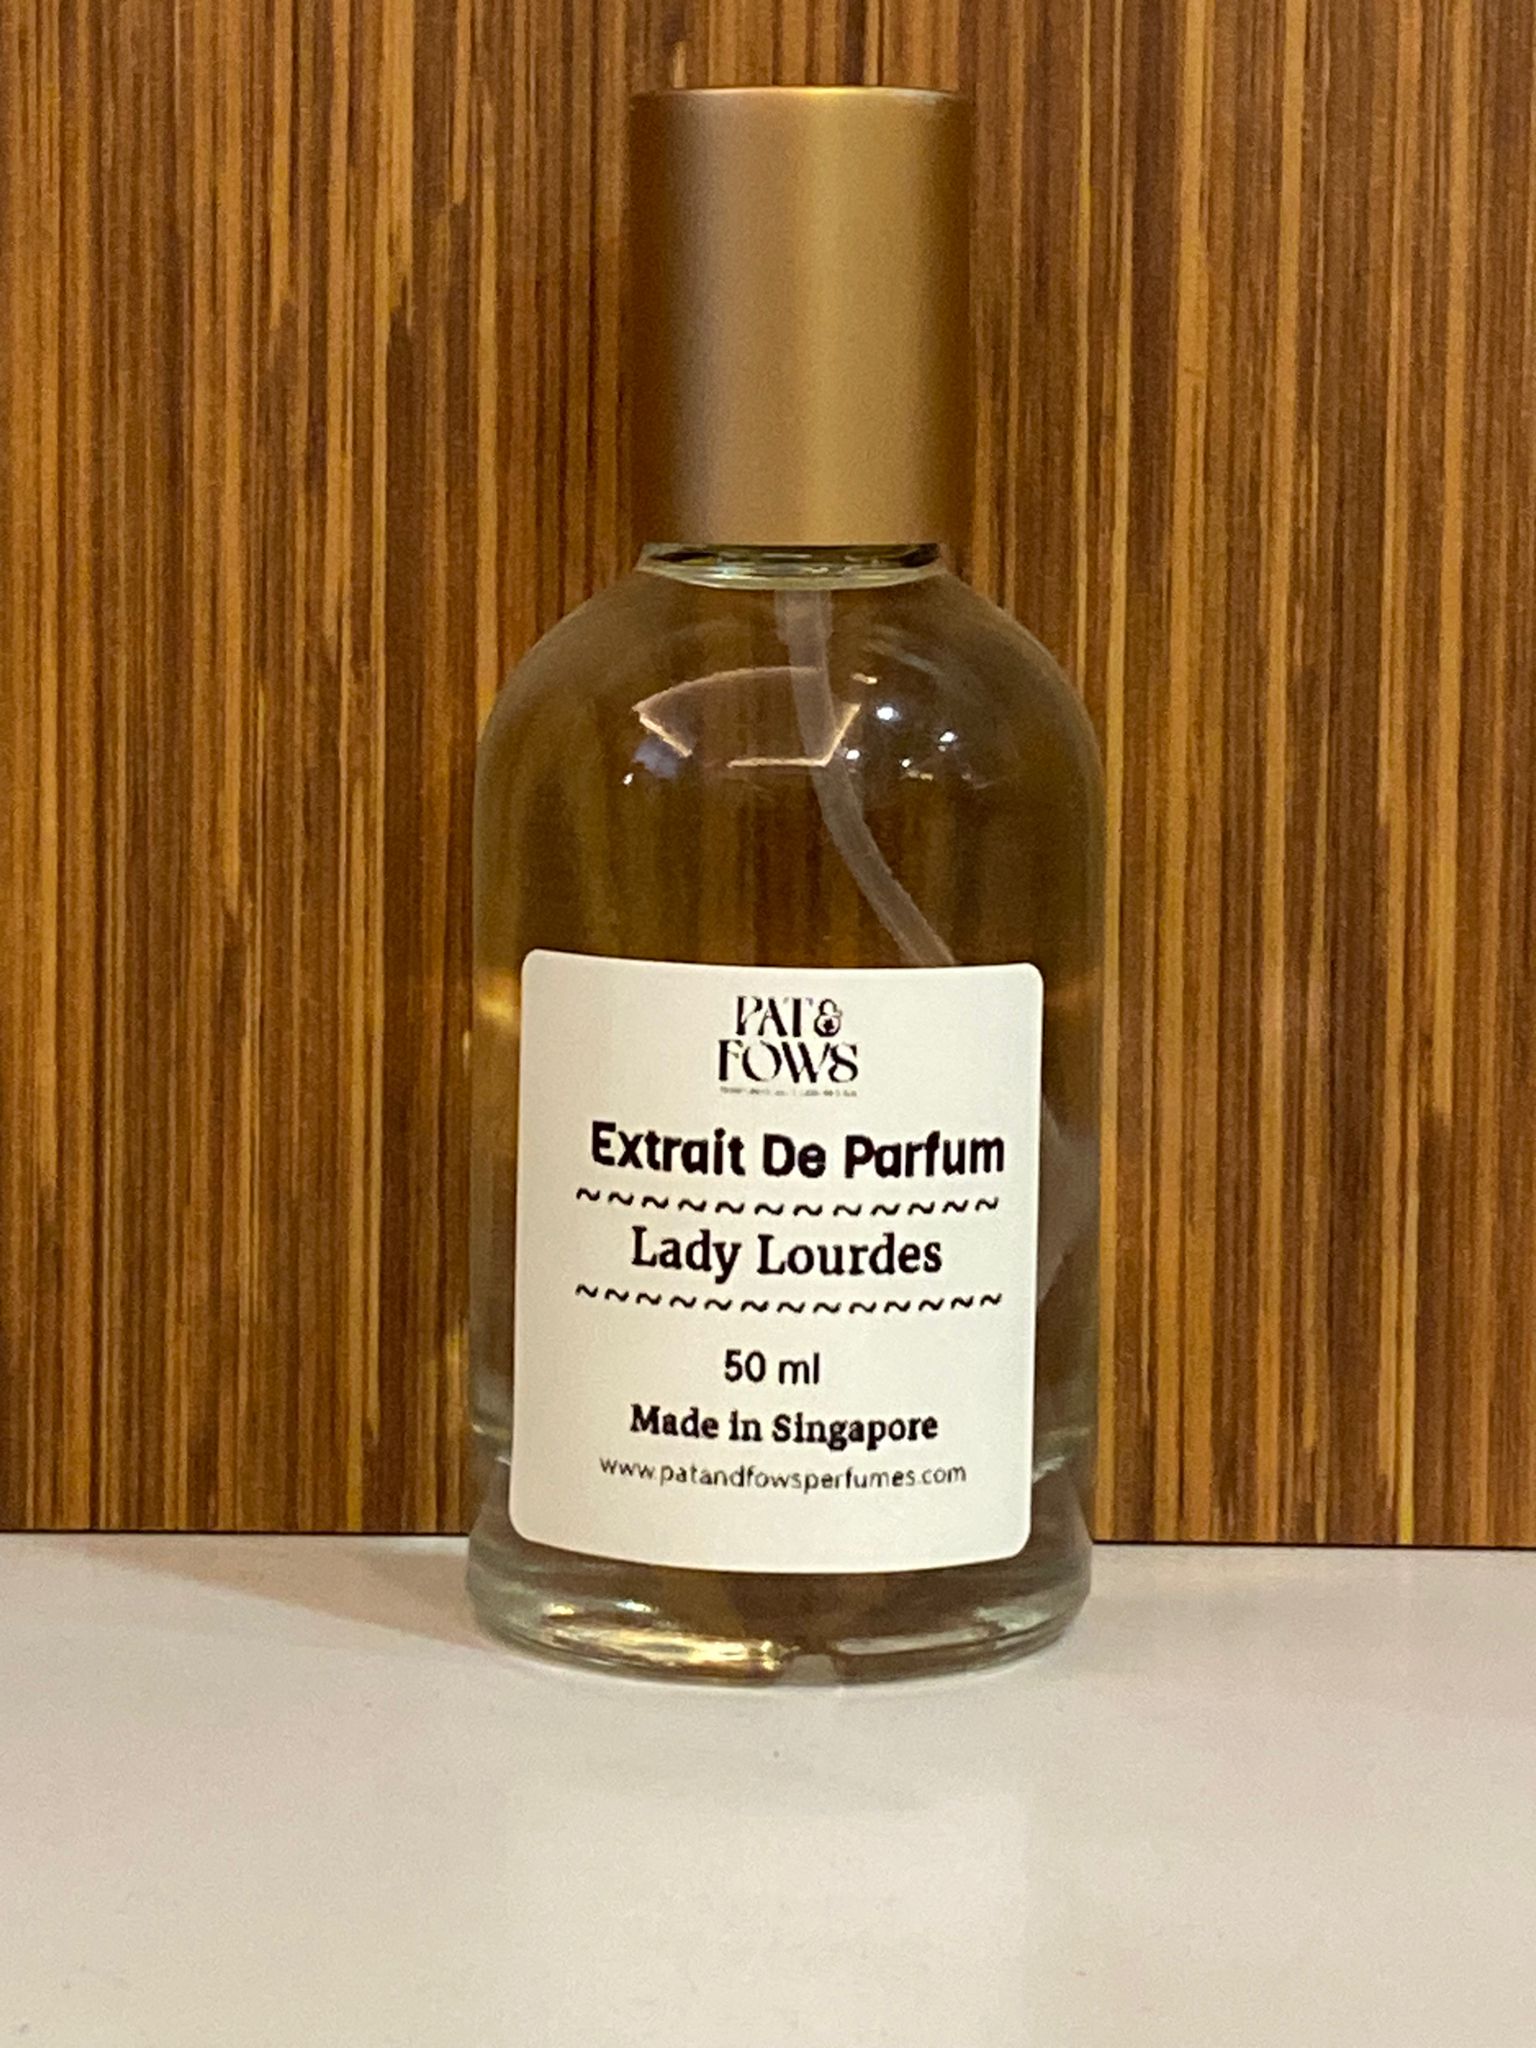 PAT&
FOWS
Extrait De Parfum
~~~~~~~~~~~~
Lady Lourdes
~~~~~~~~~~~~~
50 ml
Made in Singapore
www.patandfowsperfumes.com